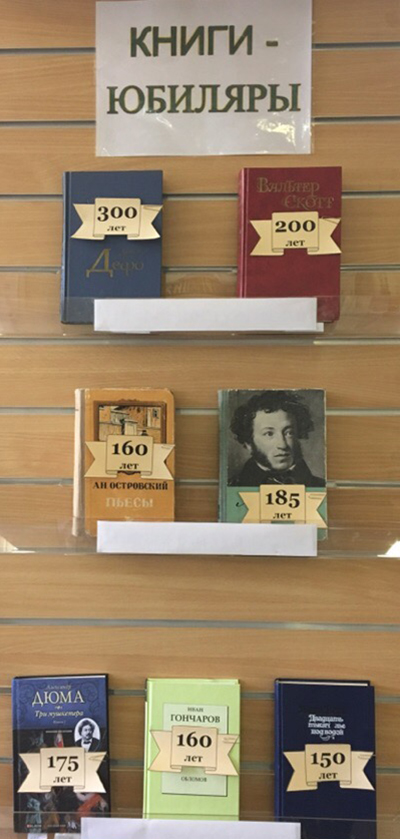 КНИГИ -
ЮБИЛЯРЫ
300
лет
Дефо
ВАЛЬТЕР
СКОТТ
200
лет
160
лет
А·Н·ОСТРОВСКИЙ
ПЬЕСЫ
185
лет
Александр
ДЮМА
Три мушкетера
175
лет
ИВАН
ГОНЧАРОВ
160
лет
ОБЛОМОВ
Двадцать
тысяч лье
под водой
150
лет